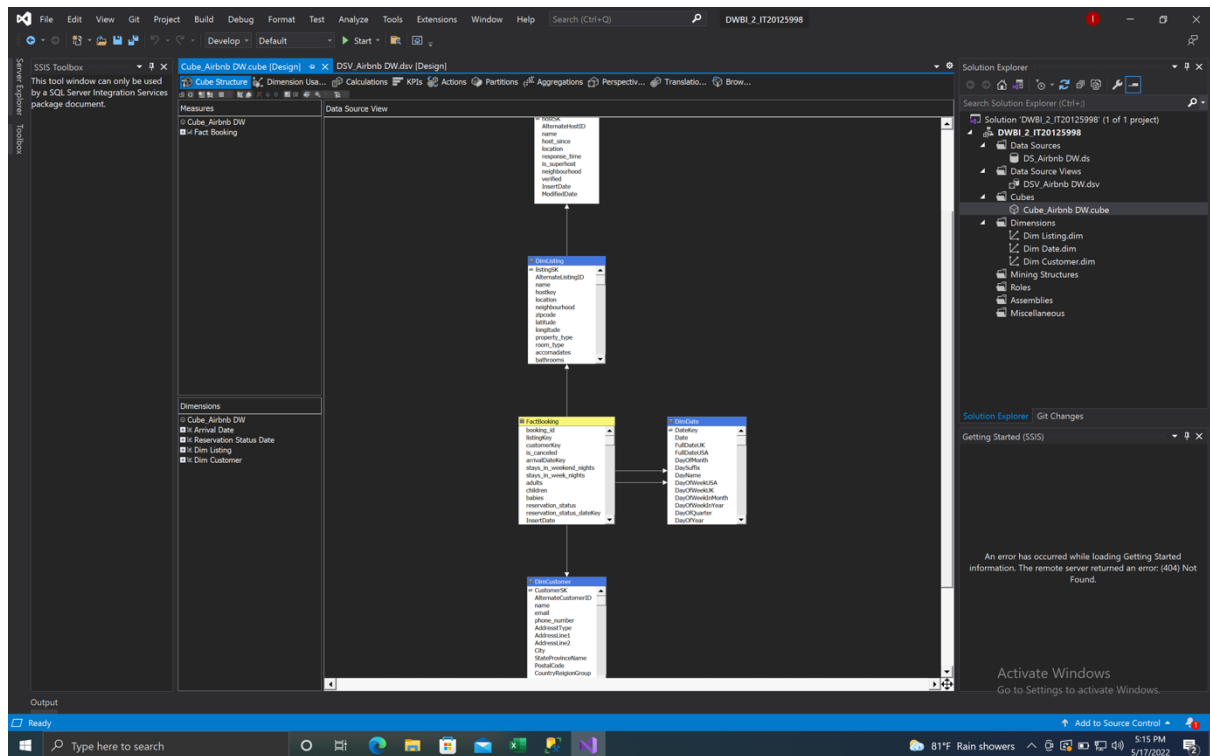 File Edit View Git Project Build Debug Format Test Analyze Tools Extensions Window Help Search (Ctrl+Q) DWBI_2_IT20125998 I
Develop Default Start
Server Explorer
Toolbox
SSIS Toolbox
This tool window can only be used
by a SQL Server Integration Services
package document.
Cube_Airbnb DW.cube [Design] DSV_Airbnb DW.dsv [Design]
Cube Structure Dimension Usa... Calculations KPIs Actions Partitions Aggregations Perspectiv... Translatio... Brow...
Measures
Cube_Airbnb DW
Fact Booking
Dimensions
Cube_Airbnb DW
Arrival Date
Reservation Status Date
Dim Listing
Dim Customer
Data Source View
hostSK
AlternateHostID
name
host_since
location
response_time
is_superhost
neighbourhood
verified
InsertDate
ModifiedDate
DimListing
listingSK
AlternateListingID
name
hostkey
location
neighbourhood
zipcode
latitude
longitude
property_type
room_type
accomadates
bathrooms
FactBooking
booking_id
listingKey
customerKey
is_canceled
arrivalDateKey
stays_in_weekend_nights
stays_in_week_nights
adults
children
babies
reservation_status
reservation_status_dateKey
InsertDate
DimDate
DateKey
Date
FullDateUK
FullDateUSA
DayOfMonth
DaySuffix
DayName
DayOfWeekUSA
DayOfWeekUK
DayOfWeekInMonth
DayOfWeekInYear
DayOfQuarter
DayOfYear
DimCustomer
CustomerSK
AlternateCustomerID
name
email
phone_number
AddresstType
AddressLine1
AddressLine2
City
StateProvinceName
PostalCode
CountryReigionGroup
Solution Explorer
Search Solution Explorer (Ctrl+;)
Solution 'DWBI_2_IT20125998' (1 of 1 project)
DWBI_2_IT20125998
Data Sources
DS_Airbnb DW.ds
Data Source Views
DSV_Airbnb DW.dsv
Cubes
Cube_Airbnb DW.cube
Dimensions
Dim Listing.dim
Dim Date.dim
Dim Customer.dim
Mining Structures
Roles
Assemblies
Miscellaneous
Solution Explorer Git Changes
Getting Started (SSIS)
An error has occurred while loading Getting Started
information. The remote server returned an error: (404) Not
Found.
Activate Windows
Go to Settings to activate Windows.
Output
Ready Add to Source Control
Type here to search 81°F Rain showers 5:15 PM
5/17/2022